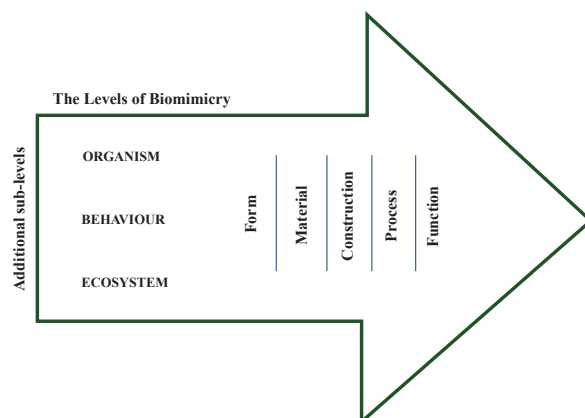 The Levels of Biomimicry
Additional sub-levels
ORGANISM
BEHAVIOUR
ECOSYSTEM
Form
Material
Construction
Process
Function